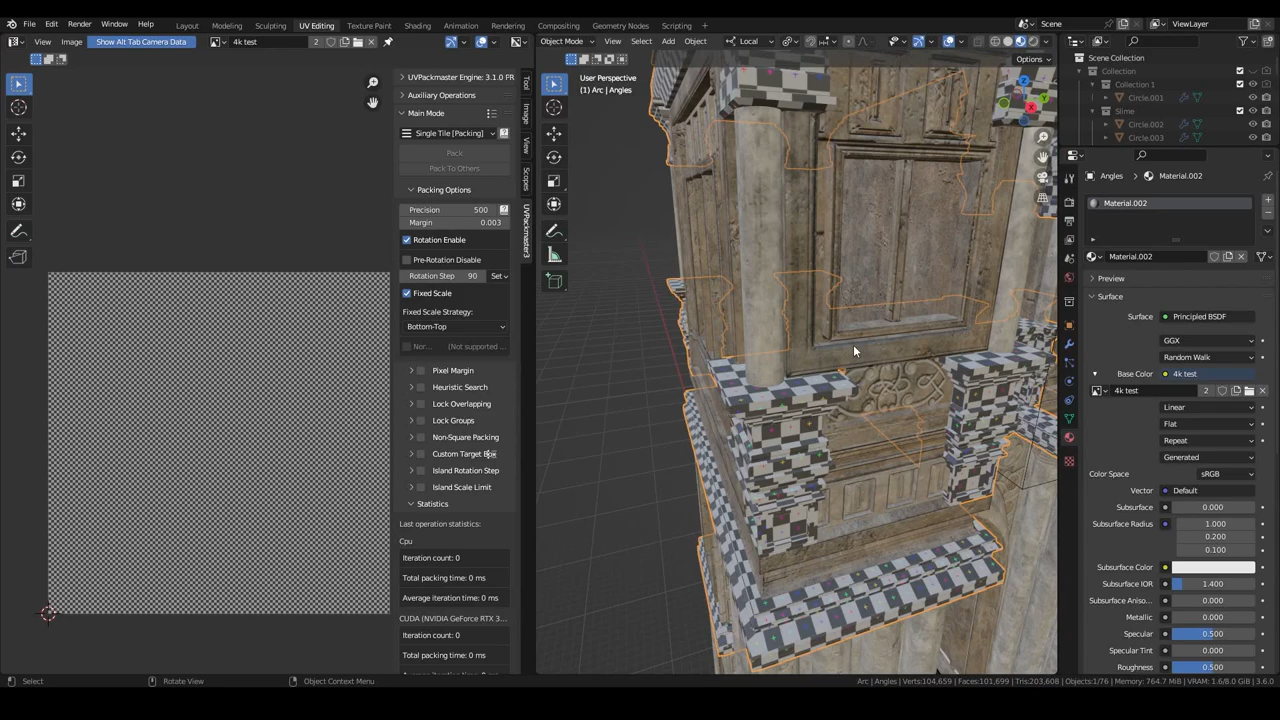 File Edit Render Window Help Layout Modeling Sculpting UV Editing Texture Paint Shading Animation Rendering Compositing Geometry Nodes Scripting Scene ViewLayer
View Image Show Alt Tab Camera Data 4k test 2
Object Mode View Select Add Object Local
Options
User Perspective
(1) Arc | Angles
UVPackmaster Engine: 3.1.0 FR
Auxiliary Operations
Main Mode
Single Tile [Packing]
Pack
Pack To Others
Packing Options
Precision 500
Margin 0.003
Rotation Enable
Pre-Rotation Disable
Rotation Step 90 Set
Fixed Scale
Fixed Scale Strategy:
Bottom-Top
Nor... (Not supported ...
Pixel Margin
Heuristic Search
Lock Overlapping
Lock Groups
Non-Square Packing
Custom Target Box
Island Rotation Step
Island Scale Limit
Statistics
Last operation statistics:
Cpu
Iteration count: 0
Total packing time: 0 ms
Average iteration time: 0 ms
CUDA (NVIDIA GeForce RTX 3...
Iteration count: 0
Total packing time: 0 ms
Tool
Image
View
Scopes
UVPackmaster3
Z
Y
X
Scene Collection
Collection
Collection 1
Circle.001
Slime
Circle.002
Circle.003
Angles Material.002
Material.002
Material.002
Preview
Surface
Surface Principled BSDF
GGX
Random Walk
Base Color 4k test
4k test 2
Linear
Flat
Repeat
Generated
Color Space sRGB
Vector Default
Subsurface 0.000
Subsurface Radius 1.000
0.200
0.100
Subsurface Color
Subsurface IOR 1.400
Subsurface Aniso... 0.000
Metallic 0.000
Specular 0.500
Specular Tint 0.000
Roughness 0.500
Select Rotate View Object Context Menu Arc | Angles | Verts:104,659 | Faces:101,699 | Tris:203,608 | Objects:1/76 | Memory: 764.7 MiB | VRAM: 1.6/8.0 GiB | 3.6.0